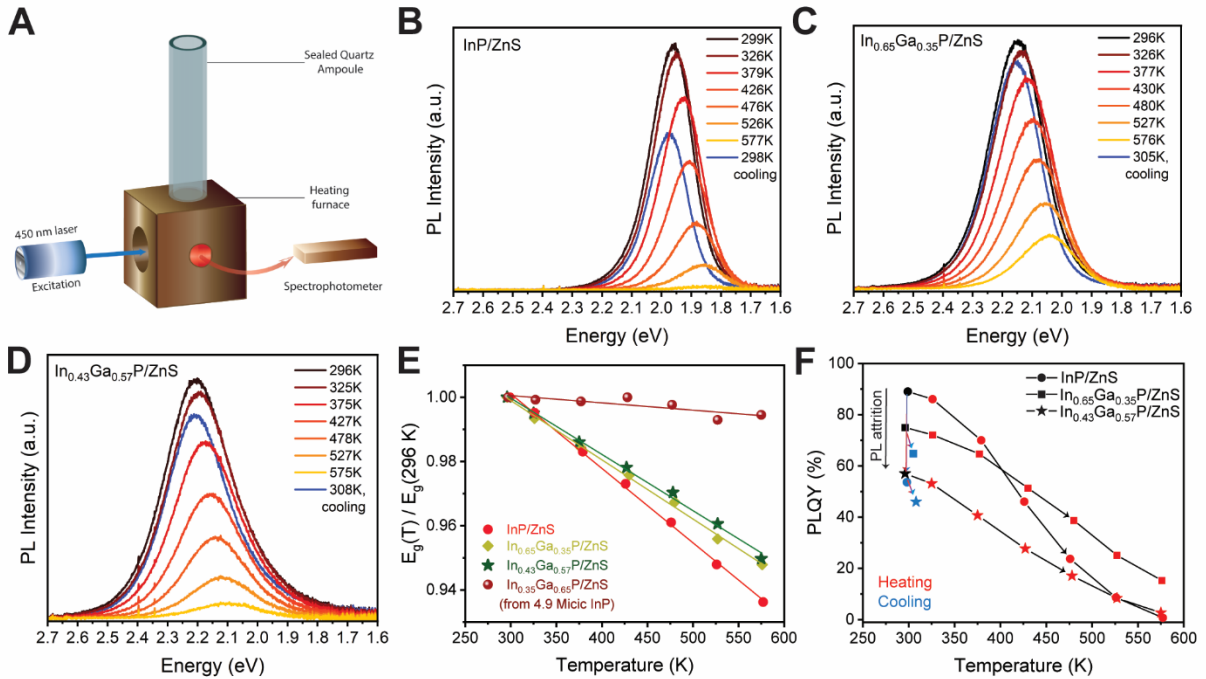 A
Sealed Quartz
Ampoule
Heating
furnace
450 nm laser
Excitation
Spectrophotometer
B
InP/ZnS
299K
326K
379K
426K
476K
526K
577K
298K
cooling
PL Intensity (a.u.)
2.7 2.6 2.5 2.4 2.3 2.2 2.1 2.0 1.9 1.8 1.7 1.6
Energy (eV)
C
In0.65Ga0.35P/ZnS
296K
326K
377K
430K
480K
527K
576K
305K,
cooling
PL Intensity (a.u.)
2.7 2.6 2.5 2.4 2.3 2.2 2.1 2.0 1.9 1.8 1.7 1.6
Energy (eV)
D
In0.43Ga0.57P/ZnS
296K
325K
375K
427K
478K
527K
575K
308K,
cooling
PL Intensity (a.u.)
2.7 2.6 2.5 2.4 2.3 2.2 2.1 2.0 1.9 1.8 1.7 1.6
Energy (eV)
E
Eg(T) / Eg(296 K)
1.00
0.98
0.96
0.94
InP/ZnS
In0.65Ga0.35P/ZnS
In0.43Ga0.57P/ZnS
In0.35Ga0.65P/ZnS
(from 4.9 Micic InP)
250 300 350 400 450 500 550 600
Temperature (K)
F
PLQY (%)
100
80
60
40
20
0
PL attrition
InP/ZnS
In0.65Ga0.35P/ZnS
In0.43Ga0.57P/ZnS
Heating
Cooling
250 300 350 400 450 500 550 600
Temperature (K)